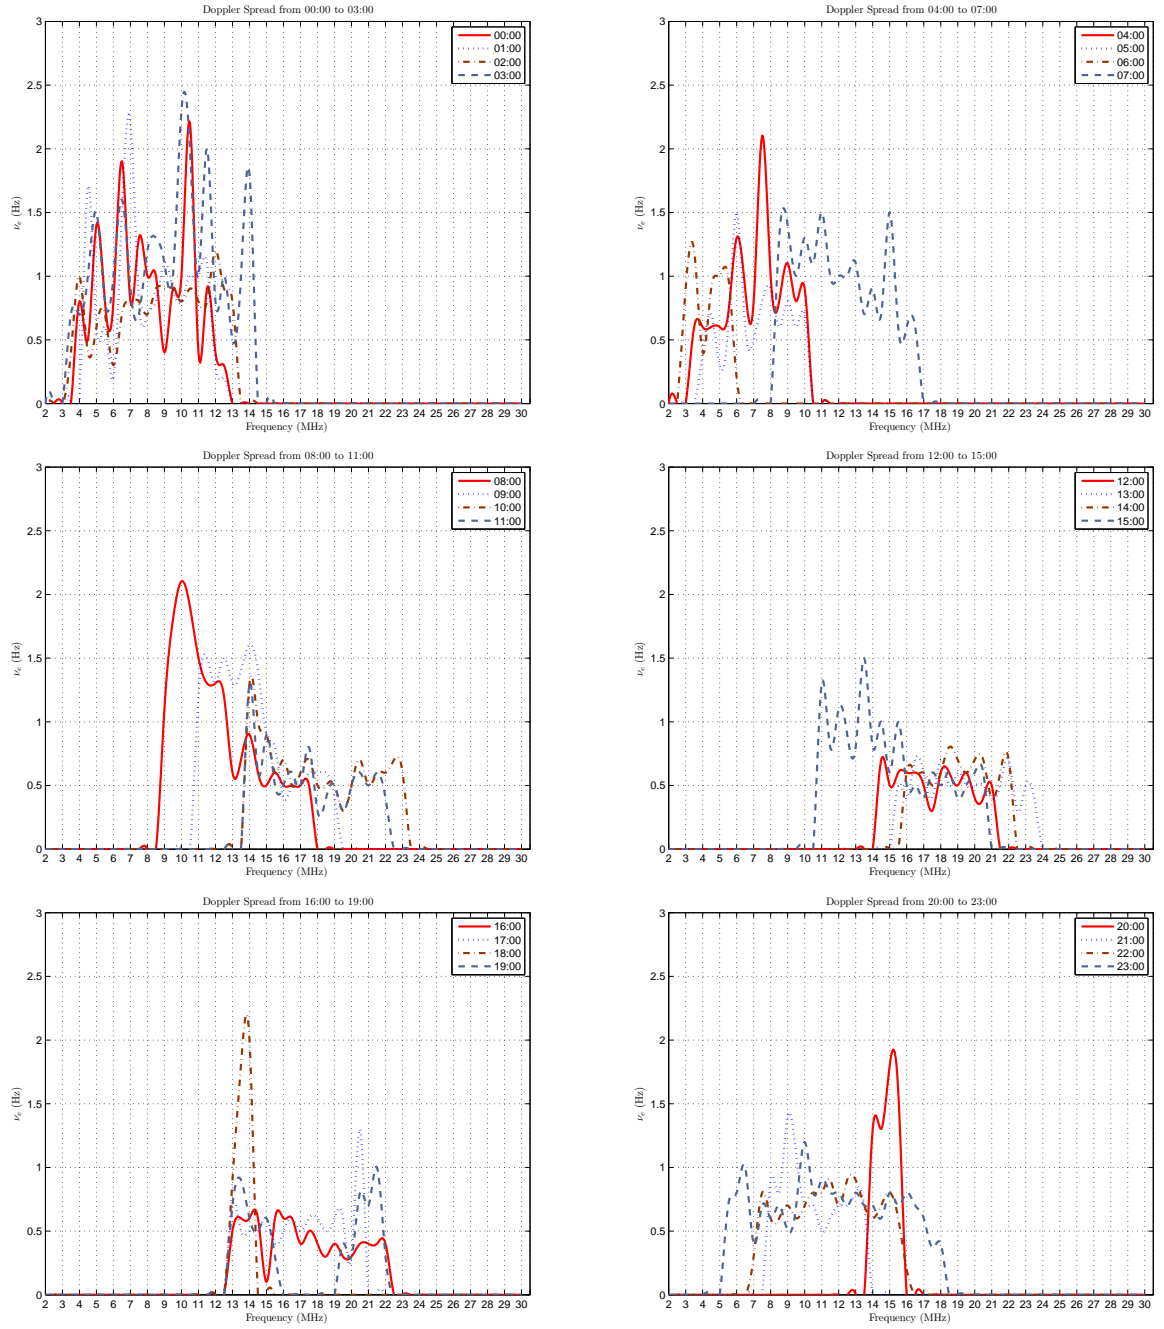 Doppler Spread from 00:00 to 03:00
3
2.5
2
1.5
1
0.5
0
ν_e (Hz)
00:00
01:00
02:00
03:00
2 3 4 5 6 7 8 9 10 11 12 13 14 15 16 17 18 19 20 21 22 23 24 25 26 27 28 29 30
Frequency (MHz)
Doppler Spread from 04:00 to 07:00
3
2.5
2
1.5
1
0.5
0
ν_e (Hz)
04:00
05:00
06:00
07:00
2 3 4 5 6 7 8 9 10 11 12 13 14 15 16 17 18 19 20 21 22 23 24 25 26 27 28 29 30
Frequency (MHz)
Doppler Spread from 08:00 to 11:00
3
2.5
2
1.5
1
0.5
0
ν_e (Hz)
08:00
09:00
10:00
11:00
2 3 4 5 6 7 8 9 10 11 12 13 14 15 16 17 18 19 20 21 22 23 24 25 26 27 28 29 30
Frequency (MHz)
Doppler Spread from 12:00 to 15:00
3
2.5
2
1.5
1
0.5
0
ν_e (Hz)
12:00
13:00
14:00
15:00
2 3 4 5 6 7 8 9 10 11 12 13 14 15 16 17 18 19 20 21 22 23 24 25 26 27 28 29 30
Frequency (MHz)
Doppler Spread from 16:00 to 19:00
3
2.5
2
1.5
1
0.5
0
ν_e (Hz)
16:00
17:00
18:00
19:00
2 3 4 5 6 7 8 9 10 11 12 13 14 15 16 17 18 19 20 21 22 23 24 25 26 27 28 29 30
Frequency (MHz)
Doppler Spread from 20:00 to 23:00
3
2.5
2
1.5
1
0.5
0
ν_e (Hz)
20:00
21:00
22:00
23:00
2 3 4 5 6 7 8 9 10 11 12 13 14 15 16 17 18 19 20 21 22 23 24 25 26 27 28 29 30
Frequency (MHz)